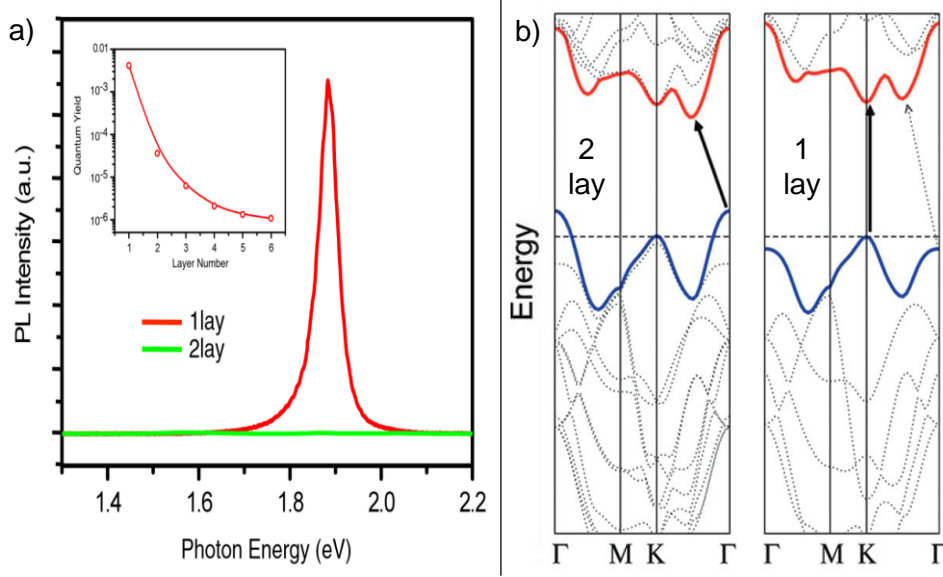 a)
PL Intensity (a.u.)
0.01
10-3
10-4
10-5
10-6
Quantum Yield
1 2 3 4 5 6
Layer Number
1lay
2lay
1.4 1.6 1.8 2.0 2.2
Photon Energy (eV)
b)
Energy
2
lay
1
lay
Γ M K Γ
Γ M K Γ